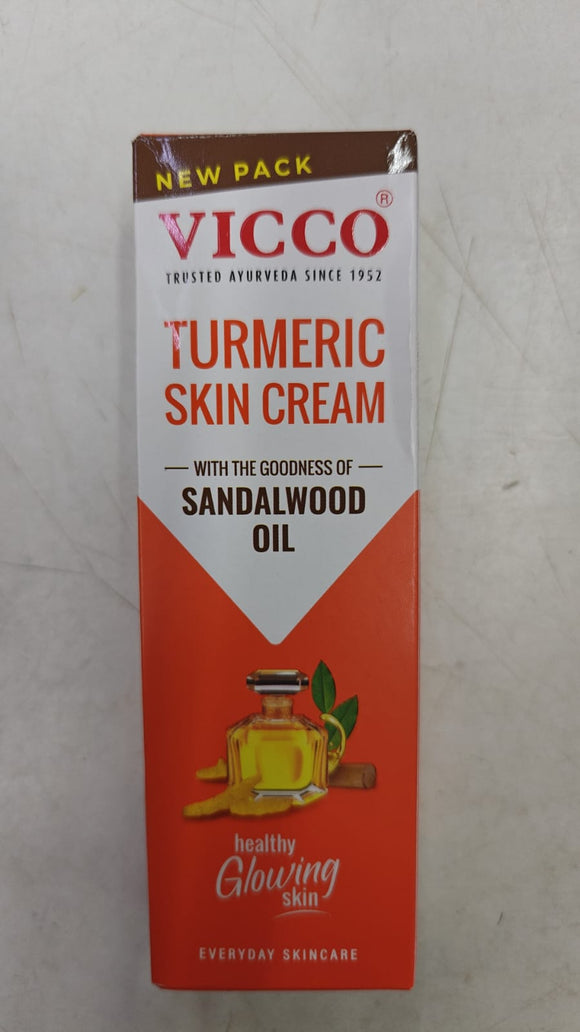 NEW PACK
VICCO®
TRUSTED AYURVEDA SINCE 1952
TURMERIC
SKIN CREAM
WITH THE GOODNESS OF
SANDALWOOD
OIL
healthy
Glowing
skin
EVERYDAY SKINCARE